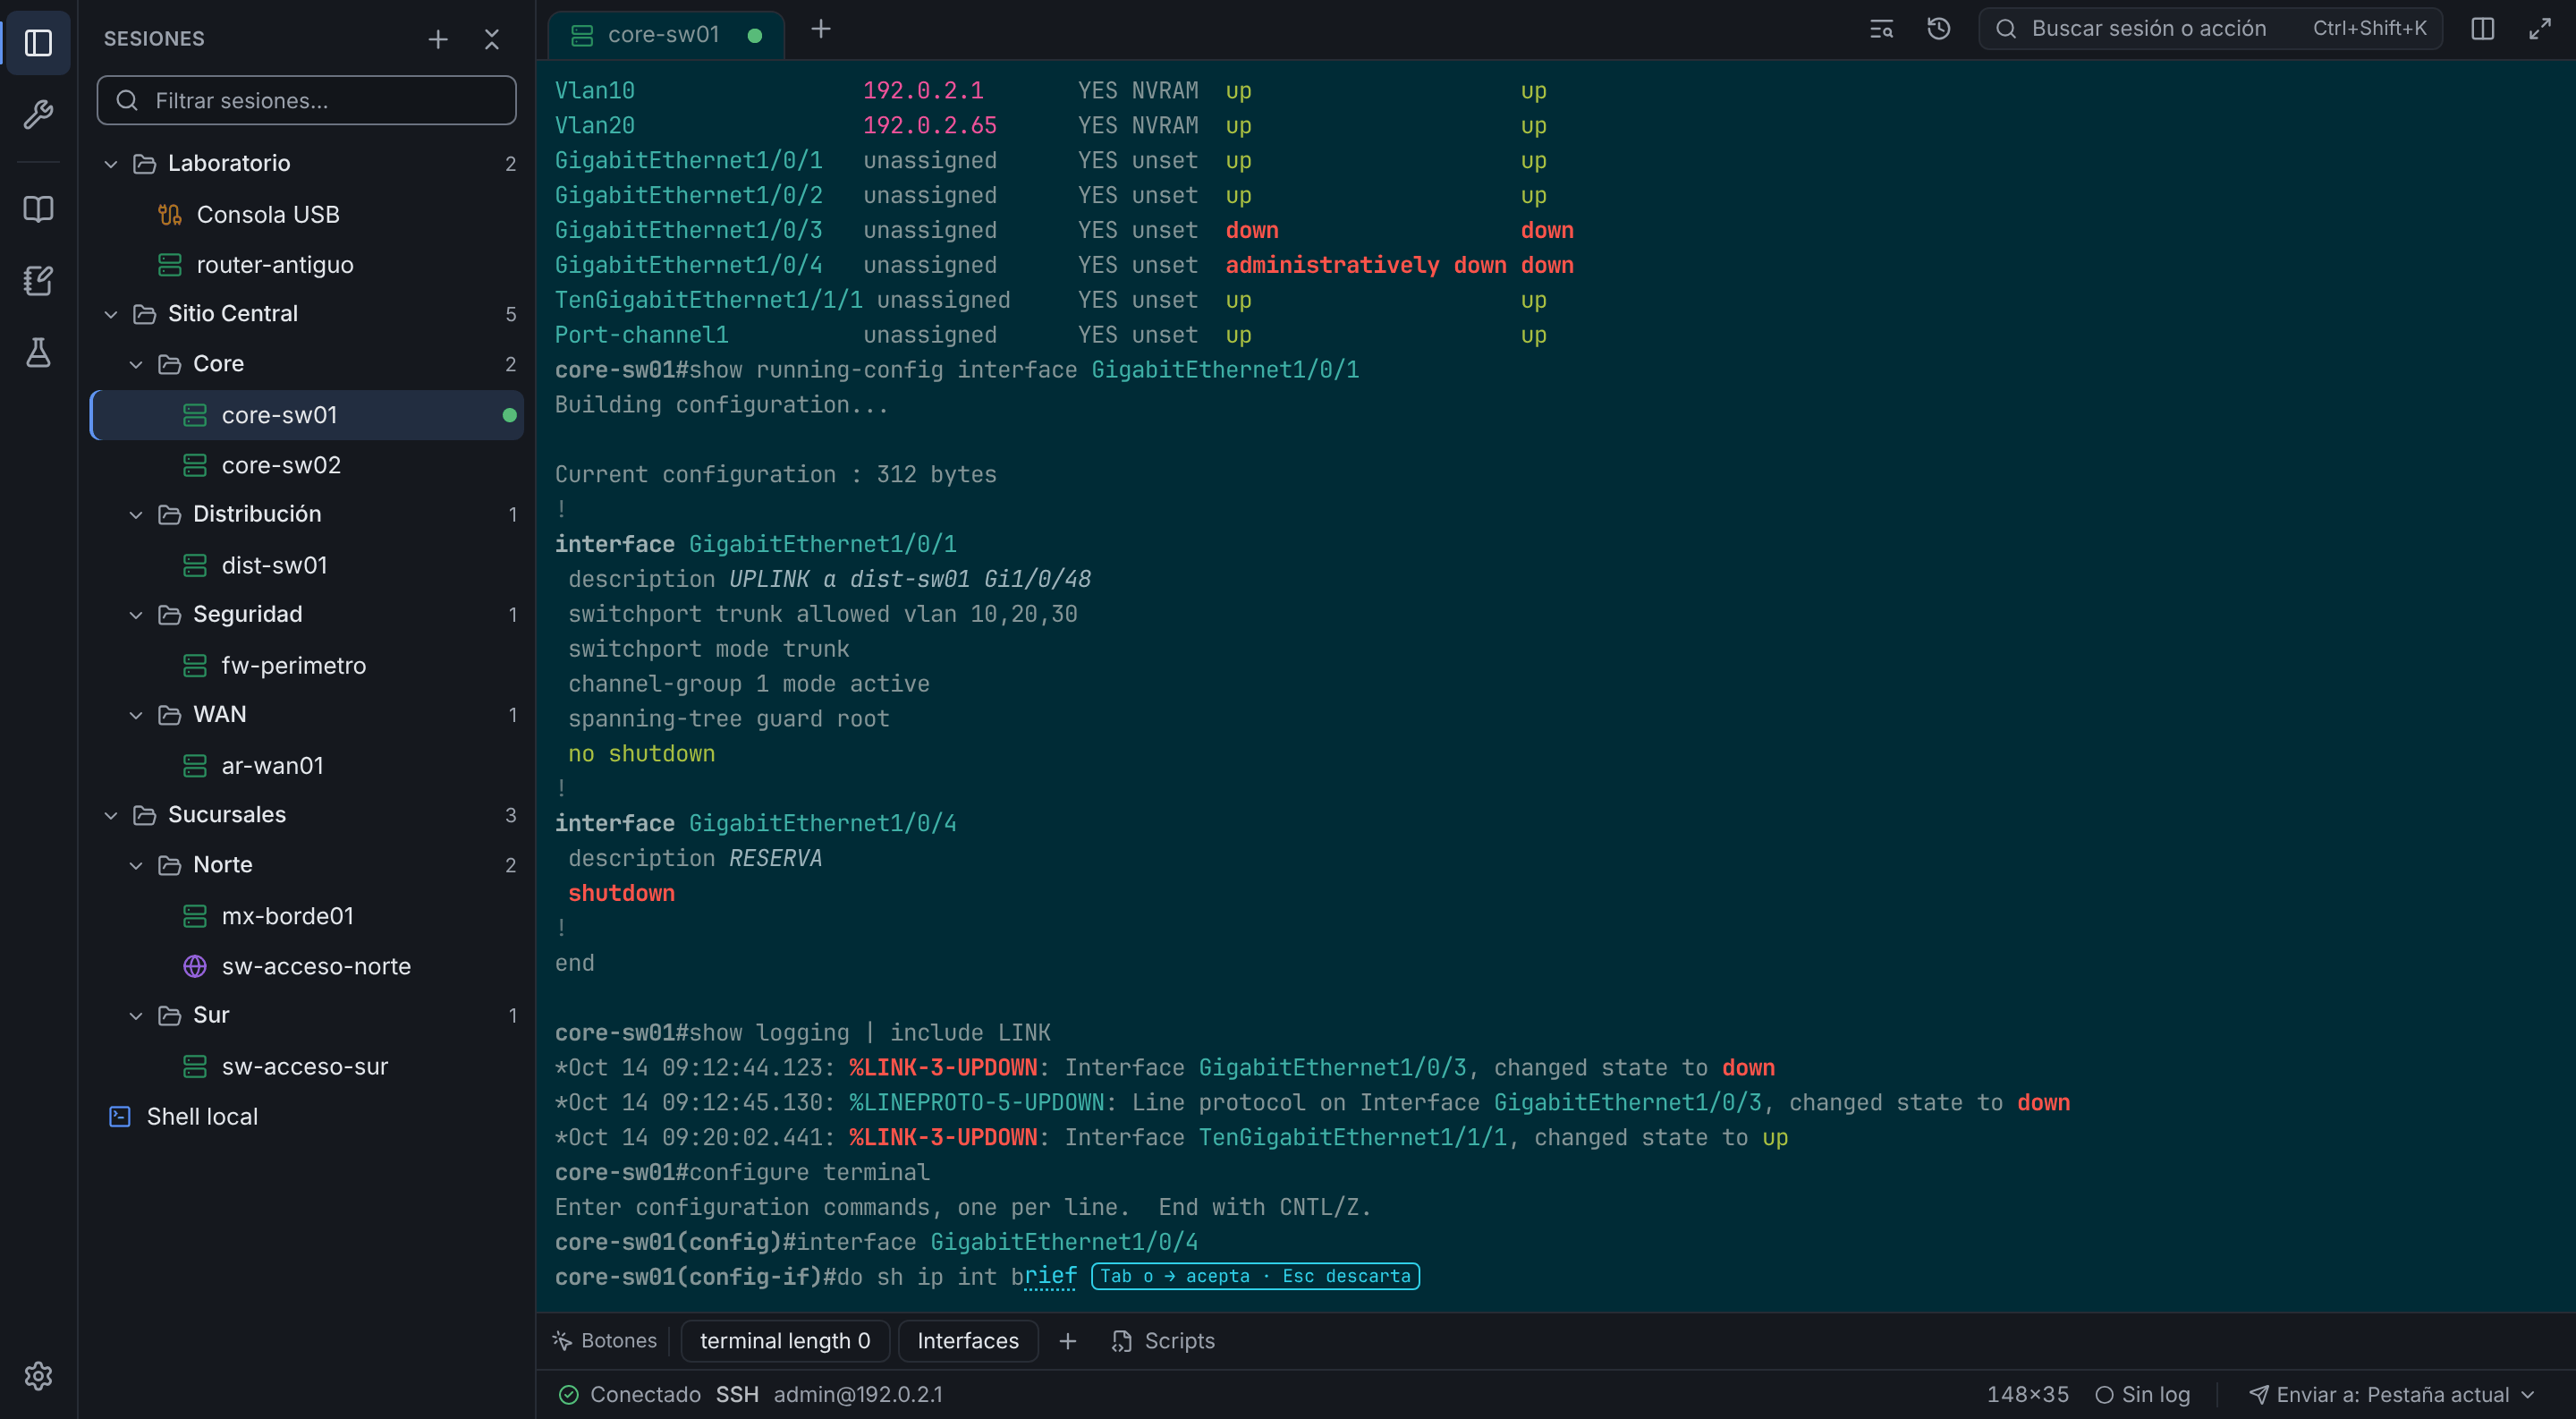 SESIONES
Filtrar sesiones...
Laboratorio 2
Consola USB
router-antiguo
Sitio Central 5
Core 2
core-sw01
core-sw02
Distribución 1
dist-sw01
Seguridad 1
fw-perimetro
WAN 1
ar-wan01
Sucursales 3
Norte 2
mx-borde01
sw-acceso-norte
Sur 1
sw-acceso-sur
Shell local
core-sw01
Buscar sesión o acción Ctrl+Shift+K
Vlan10 192.0.2.1 YES NVRAM up up
Vlan20 192.0.2.65 YES NVRAM up up
GigabitEthernet1/0/1 unassigned YES unset up up
GigabitEthernet1/0/2 unassigned YES unset up up
GigabitEthernet1/0/3 unassigned YES unset down down
GigabitEthernet1/0/4 unassigned YES unset administratively down down
TenGigabitEthernet1/1/1 unassigned YES unset up up
Port-channel1 unassigned YES unset up up
core-sw01#show running-config interface GigabitEthernet1/0/1
Building configuration...
Current configuration : 312 bytes
!
interface GigabitEthernet1/0/1
description UPLINK a dist-sw01 Gi1/0/48
switchport trunk allowed vlan 10,20,30
switchport mode trunk
channel-group 1 mode active
spanning-tree guard root
no shutdown
!
interface GigabitEthernet1/0/4
description RESERVA
shutdown
!
end
core-sw01#show logging | include LINK
*Oct 14 09:12:44.123: %LINK-3-UPDOWN: Interface GigabitEthernet1/0/3, changed state to down
*Oct 14 09:12:45.130: %LINEPROTO-5-UPDOWN: Line protocol on Interface GigabitEthernet1/0/3, changed state to down
*Oct 14 09:20:02.441: %LINK-3-UPDOWN: Interface TenGigabitEthernet1/1/1, changed state to up
core-sw01#configure terminal
Enter configuration commands, one per line.  End with CNTL/Z.
core-sw01(config)#interface GigabitEthernet1/0/4
core-sw01(config-if)#do sh ip int brief Tab o → acepta · Esc descarta
Botones terminal length 0 Interfaces Scripts
Conectado SSH admin@192.0.2.1 148×35 Sin log Enviar a: Pestaña actual